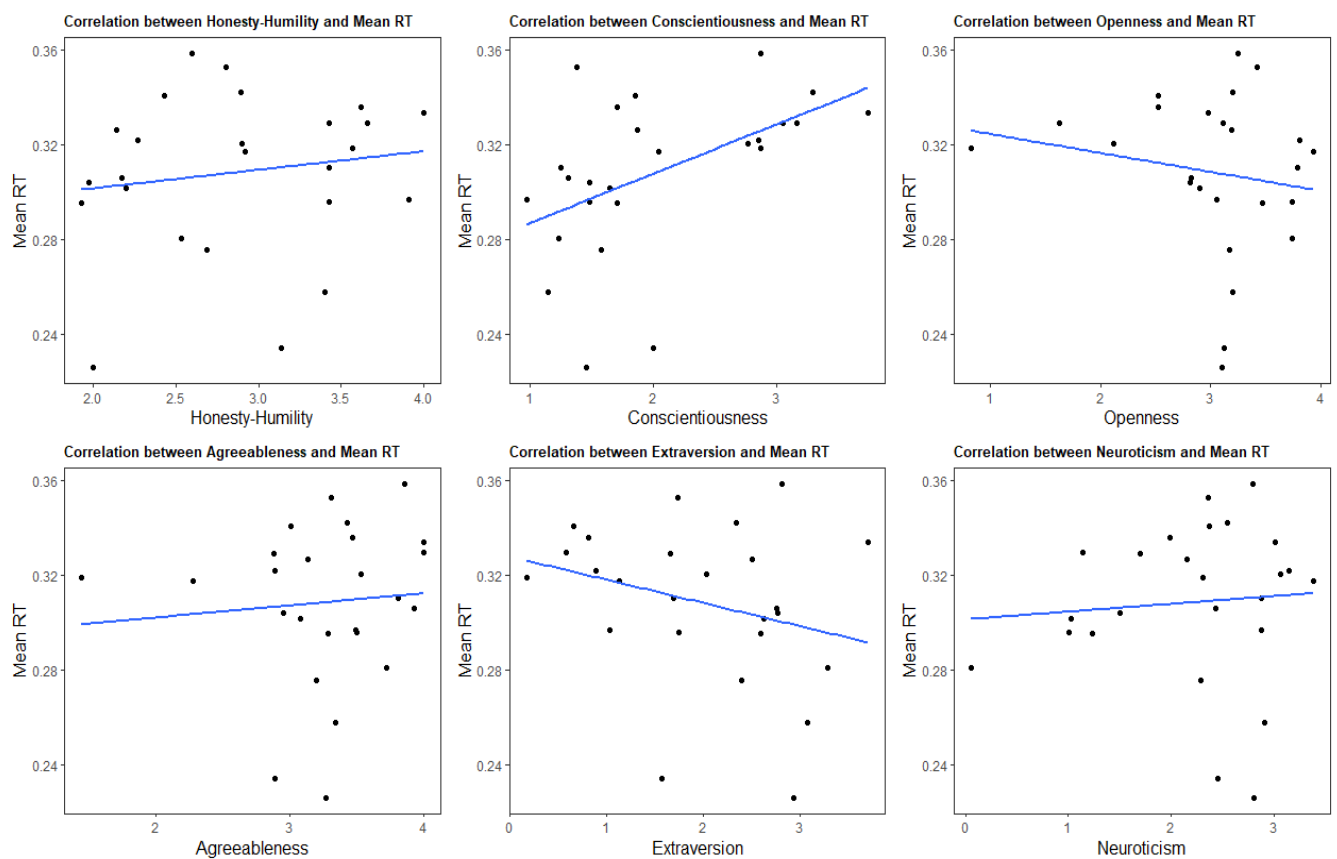 Correlation between Honesty-Humility and Mean RT
Mean RT
0.36
0.32
0.28
0.24
2.0 2.5 3.0 3.5 4.0
Honesty-Humility
Correlation between Conscientiousness and Mean RT
Mean RT
0.36
0.32
0.28
0.24
1 2 3
Conscientiousness
Correlation between Openness and Mean RT
Mean RT
0.36
0.32
0.28
0.24
1 2 3 4
Openness
Correlation between Agreeableness and Mean RT
Mean RT
0.36
0.32
0.28
0.24
2 3 4
Agreeableness
Correlation between Extraversion and Mean RT
Mean RT
0.36
0.32
0.28
0.24
0 1 2 3
Extraversion
Correlation between Neuroticism and Mean RT
Mean RT
0.36
0.32
0.28
0.24
0 1 2 3
Neuroticism